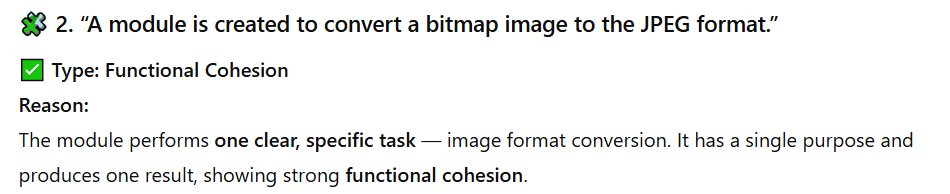 🧩 2. “A module is created to convert a bitmap image to the JPEG format.”
✅ Type: Functional Cohesion
Reason:
The module performs one clear, specific task — image format conversion. It has a single purpose and
produces one result, showing strong functional cohesion.